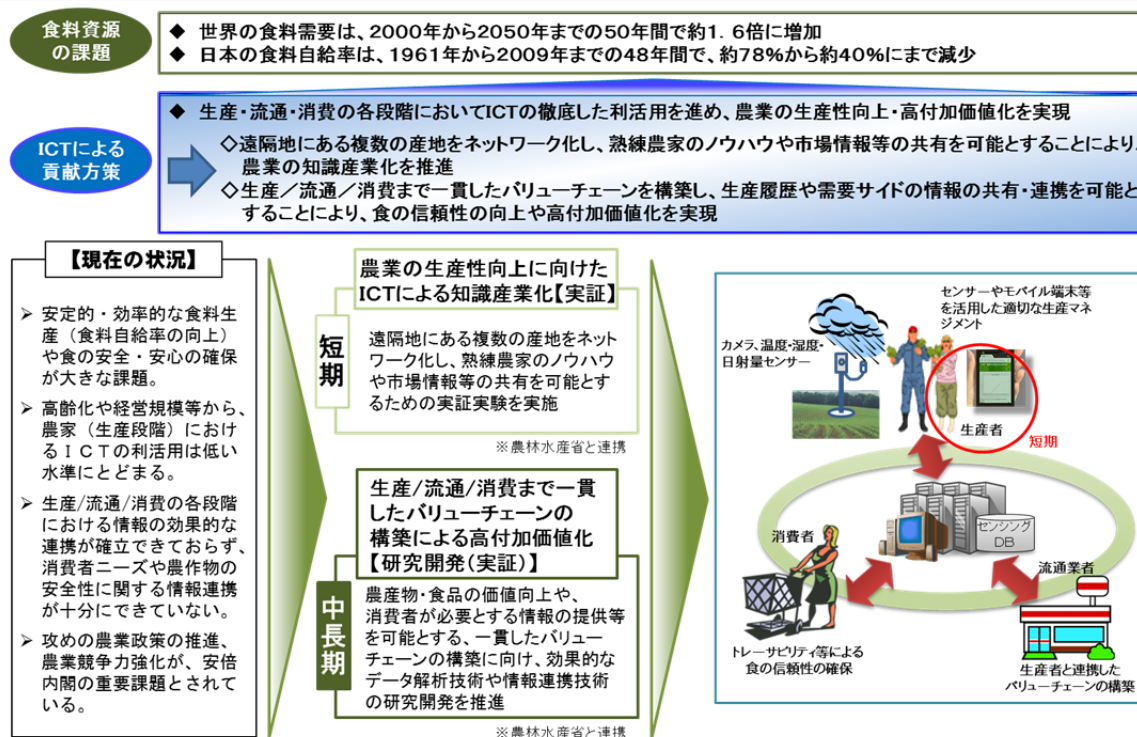 食料資源
の課題
◆ 世界の食料需要は、2000年から2050年までの50年間で約1.6倍に増加
◆ 日本の食料自給率は、1961年から2009年までの48年間で、約78%から約40%にまで減少
ICTによる
貢献方策
◆ 生産・流通・消費の各段階においてICTの徹底した利活用を進め、農業の生産性向上・高付加価値化を実現
◇遠隔地にある複数の産地をネットワーク化し、熟練農家のノウハウや市場情報等の共有を可能とすることにより、
農業の知識産業化を推進
◇生産/流通/消費まで一貫したバリューチェーンを構築し、生産履歴や需要サイドの情報の共有・連携を可能と
することにより、食の信頼性の向上や高付加価値化を実現
【現在の状況】
➢ 安定的・効率的な食料生
産(食料自給率の向上)
や食の安全・安心の確保
が大きな課題。
➢ 高齢化や経営規模等から、
農家(生産段階)におけ
るICTの利活用は低い
水準にとどまる。
➢ 生産/流通/消費の各段階
における情報の効果的な
連携が確立できておらず、
消費者ニーズや農作物の
安全性に関する情報連携
が十分にできていない。
➢ 攻めの農業政策の推進、
農業競争力強化が、安倍
内閣の重要課題とされて
いる。
農業の生産性向上に向けた
ICTによる知識産業化【実証】
短期
遠隔地にある複数の産地をネット
ワーク化し、熟練農家のノウハウ
や市場情報等の共有を可能とす
るための実証実験を実施
※農林水産省と連携
生産/流通/消費まで一貫
したバリューチェーンの
構築による高付加価値化
【研究開発(実証)】
中長期
農産物・食品の価値向上や、
消費者が必要とする情報の提供等
を可能とする、一貫したバリュー
チェーンの構築に向け、効果的な
データ解析技術や情報連携技術
の研究開発を推進
※農林水産省と連携
センサーやモバイル端末等
を活用した適切な生産マネ
ジメント
カメラ、温度・湿度・
日射量センサー
生産者
短期
センシング
DB
消費者
流通業者
トレーサビリティ等による
食の信頼性の確保
生産者と連携した
バリューチェーンの構築